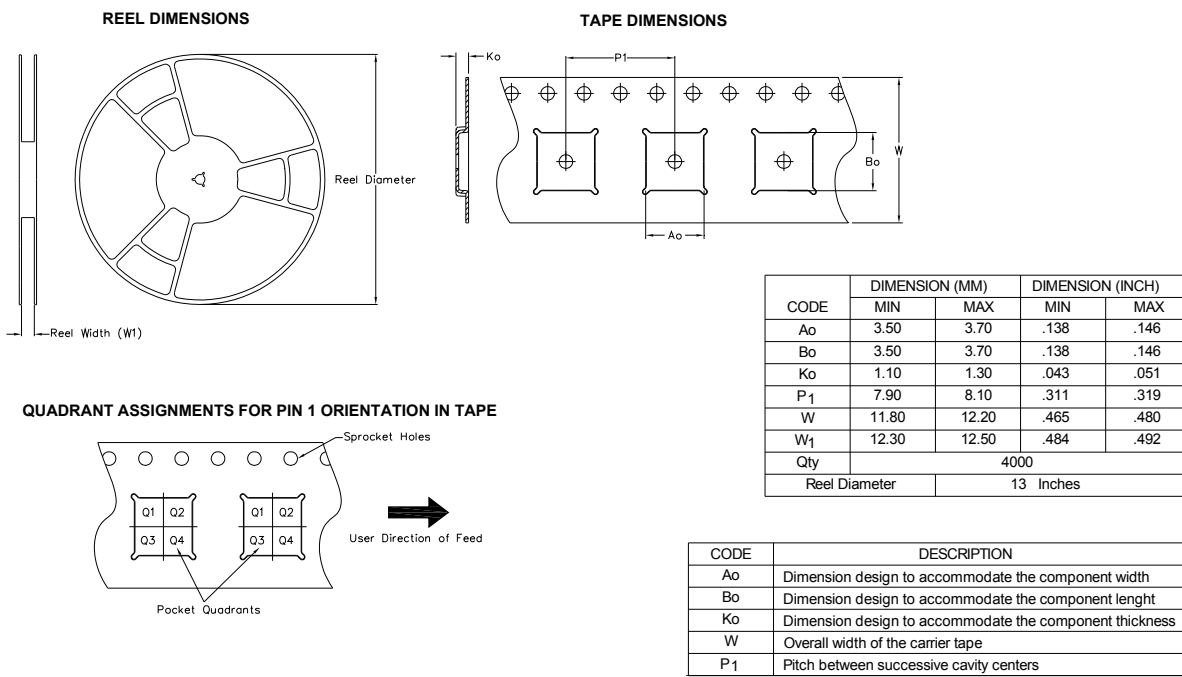 REEL DIMENSIONS
TAPE DIMENSIONS
Ko
P1
Reel Diameter
Bo
W
Ao
Reel Width (W1)
CODE DIMENSION (MM) DIMENSION (INCH)
MIN MAX MIN MAX
Ao 3.50 3.70 .138 .146
Bo 3.50 3.70 .138 .146
Ko 1.10 1.30 .043 .051
P1 7.90 8.10 .311 .319
W 11.80 12.20 .465 .480
W1 12.30 12.50 .484 .492
Qty 4000
Reel Diameter 13 Inches
QUADRANT ASSIGNMENTS FOR PIN 1 ORIENTATION IN TAPE
Sprocket Holes
Q1 Q2 Q1 Q2
Q3 Q4 Q3 Q4
User Direction of Feed
Pocket Quadrants
CODE DESCRIPTION
Ao Dimension design to accommodate the component width
Bo Dimension design to accommodate the component lenght
Ko Dimension design to accommodate the component thickness
W Overall width of the carrier tape
P1 Pitch between successive cavity centers